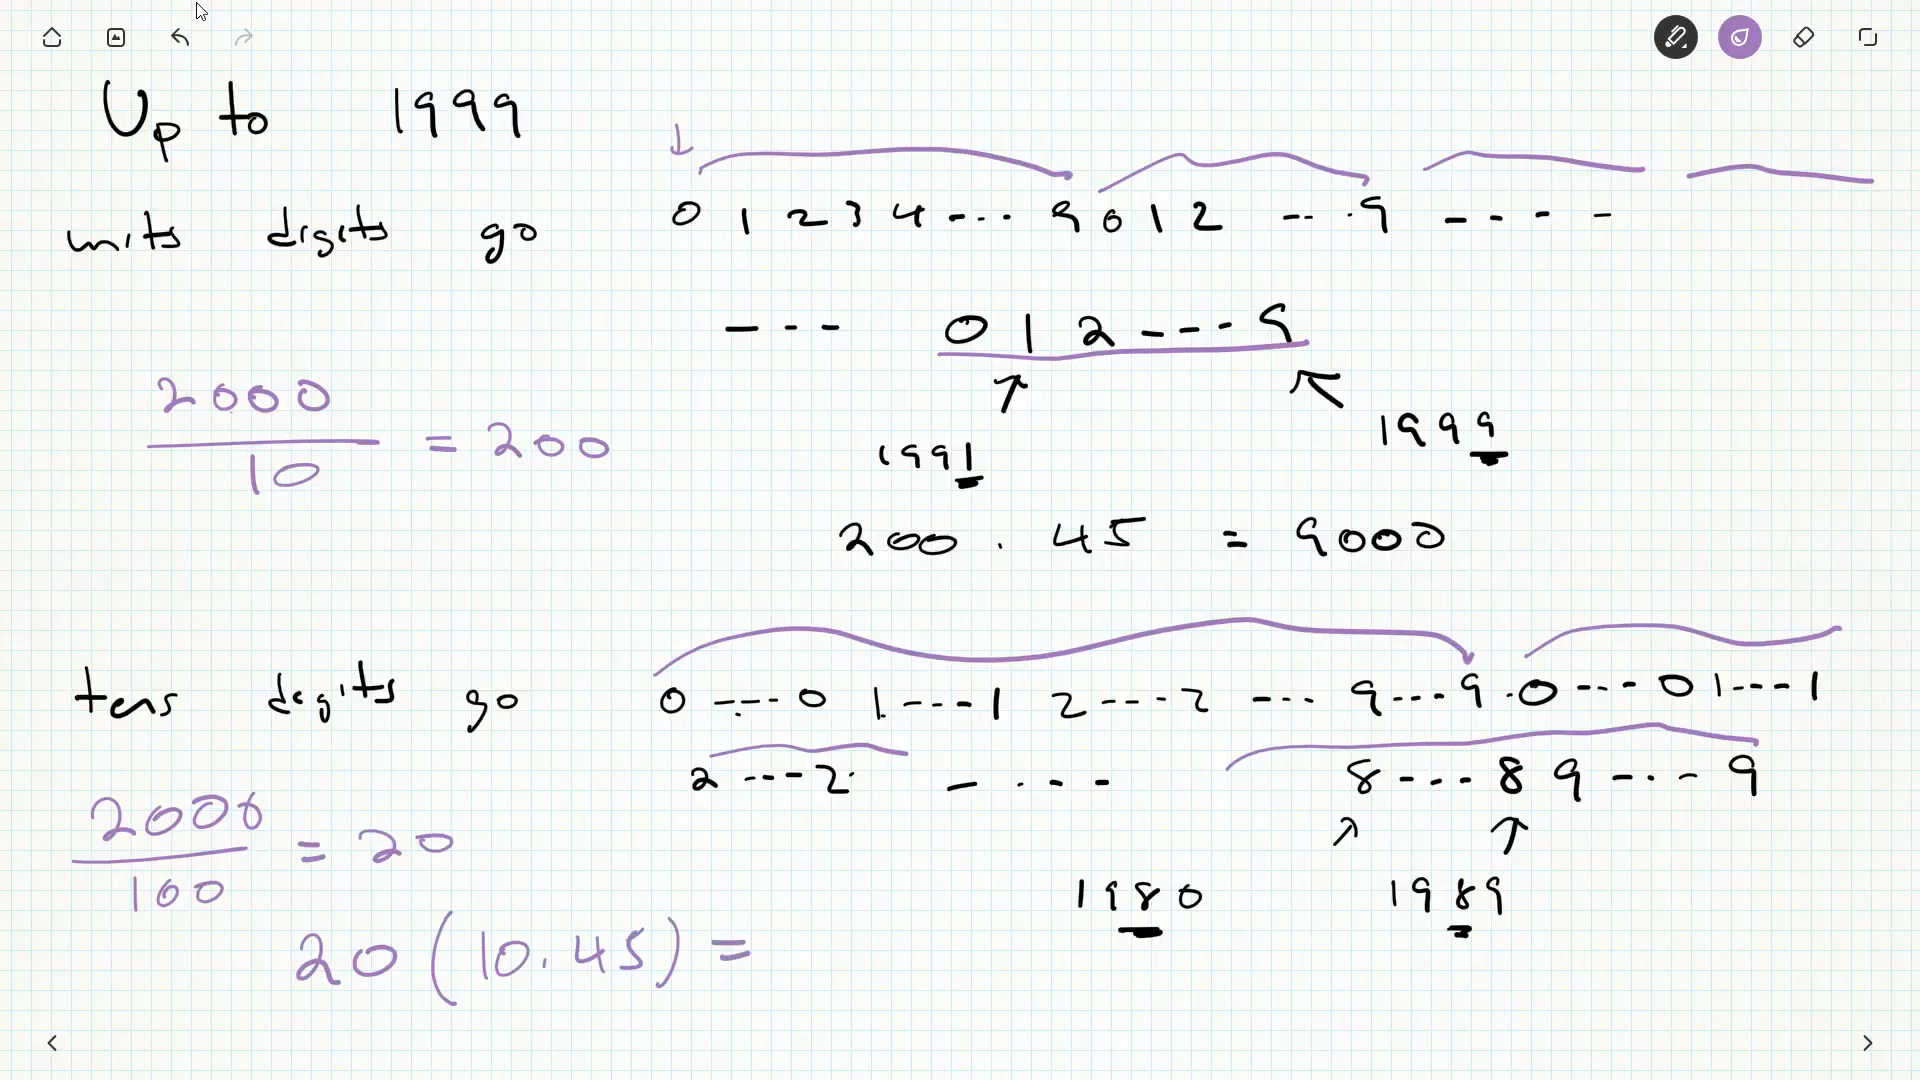 Up to 1999
units digits go 0 1 2 3 4 --- 9 0 1 2 --- 9 ----
--- 0 1 2 --- 9
2000/10 = 200
1991 1999
200 . 45 = 9000
tens digits go 0 --- 0 1 --- 1 2 --- 2 --- 9 --- 9 0 --- 0 1 --- 1
2 --- 2 ---- 8 --- 8 9 --- 9
2000/100 = 20
1980 1989
20 (10.45) =